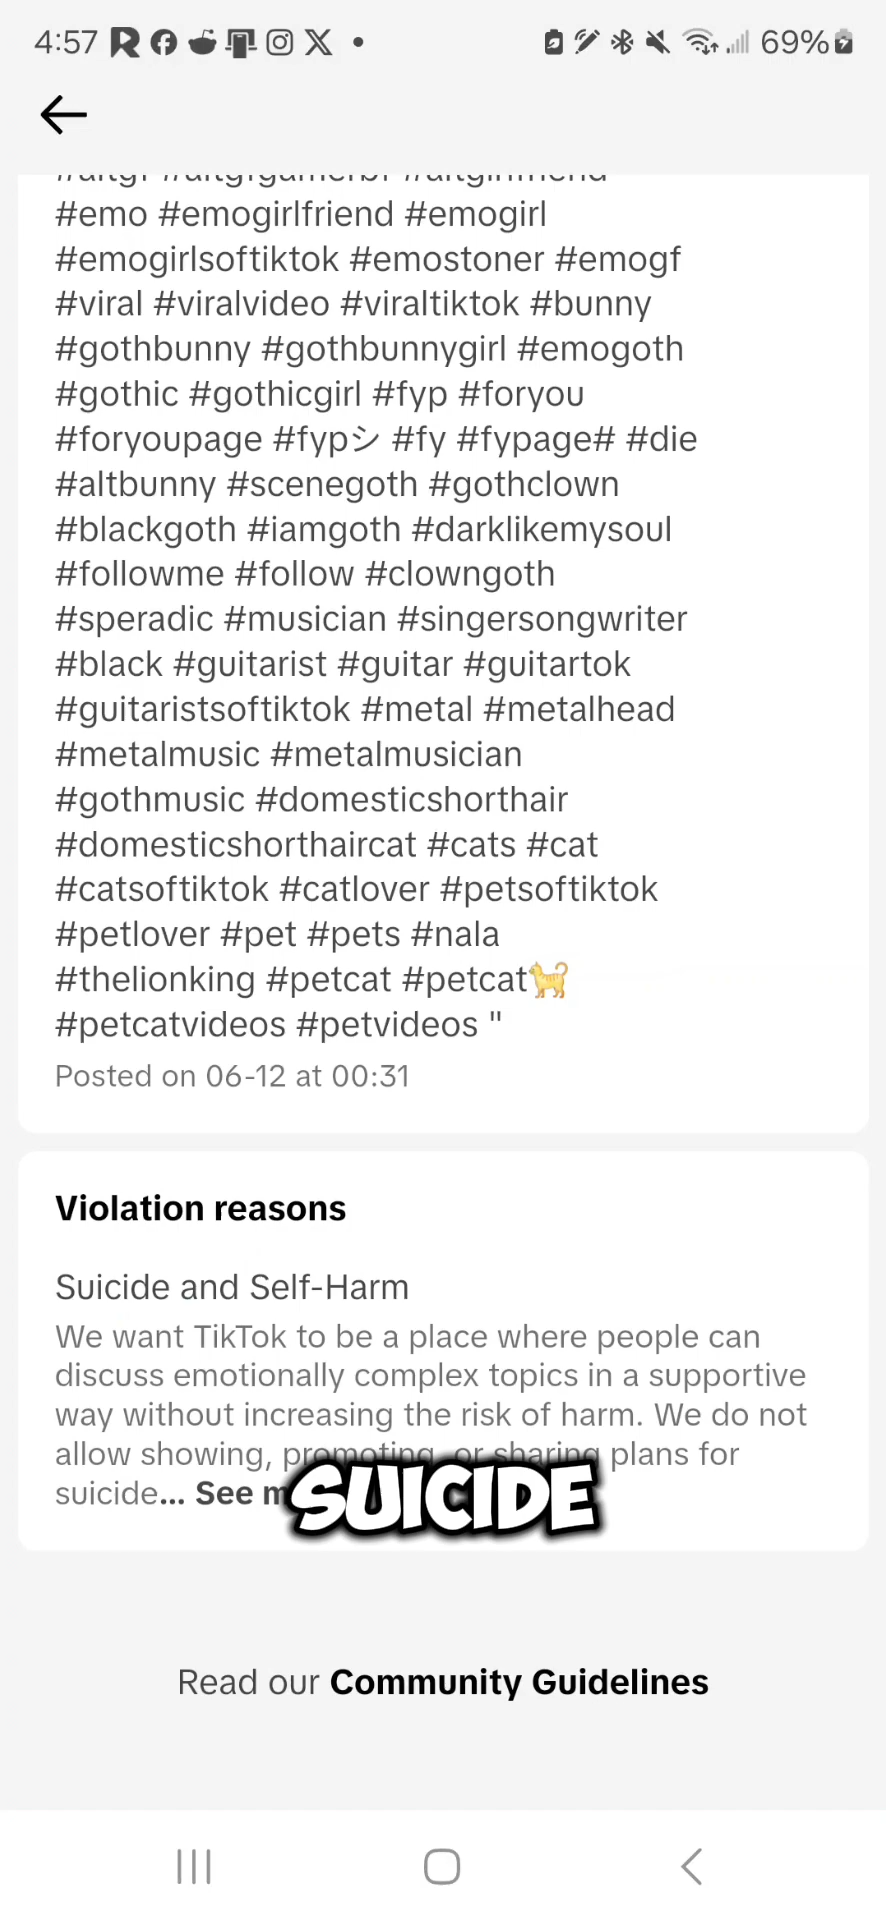 4:57
69%
#emo #emogirlfriend #emogirl
#emogirlsoftiktok #emostoner #emogf
#viral #viralvideo #viraltiktok #bunny
#gothbunny #gothbunnygirl #emogoth
#gothic #gothicgirl #fyp #foryou
#foryoupage #fypシ #fy #fypage# #die
#altbunny #scenegoth #gothclown
#blackgoth #iamgoth #darklikemysoul
#followme #follow #clowngoth
#speradic #musician #singersongwriter
#black #guitarist #guitar #guitartok
#guitaristsoftiktok #metal #metalhead
#metalmusic #metalmusician
#gothmusic #domesticshorthair
#domesticshorthaircat #cats #cat
#catsoftiktok #catlover #petsoftiktok
#petlover #pet #pets #nala
#thelionking #petcat #petcat🐈
#petcatvideos #petvideos "
Posted on 06-12 at 00:31
Violation reasons
Suicide and Self-Harm
We want TikTok to be a place where people can
discuss emotionally complex topics in a supportive
way without increasing the risk of harm. We do not
allow showing, promoting, or sharing plans for
suicide... See
SUICIDE
Read our Community Guidelines